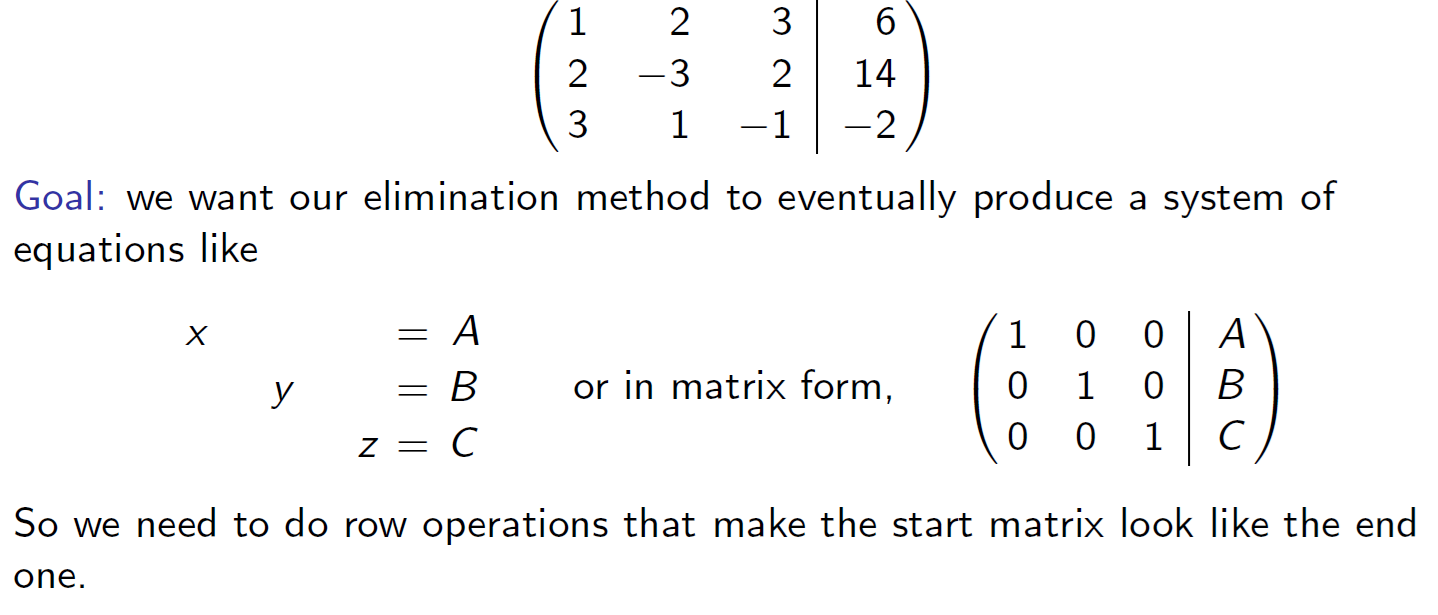 1 2 3 6
2 −3 2 14
3 1 −1 −2
Goal: we want our elimination method to eventually produce a system of
equations like
x = A
y = B
z = C
or in matrix form,
1 0 0 A
0 1 0 B
0 0 1 C
So we need to do row operations that make the start matrix look like the end
one.